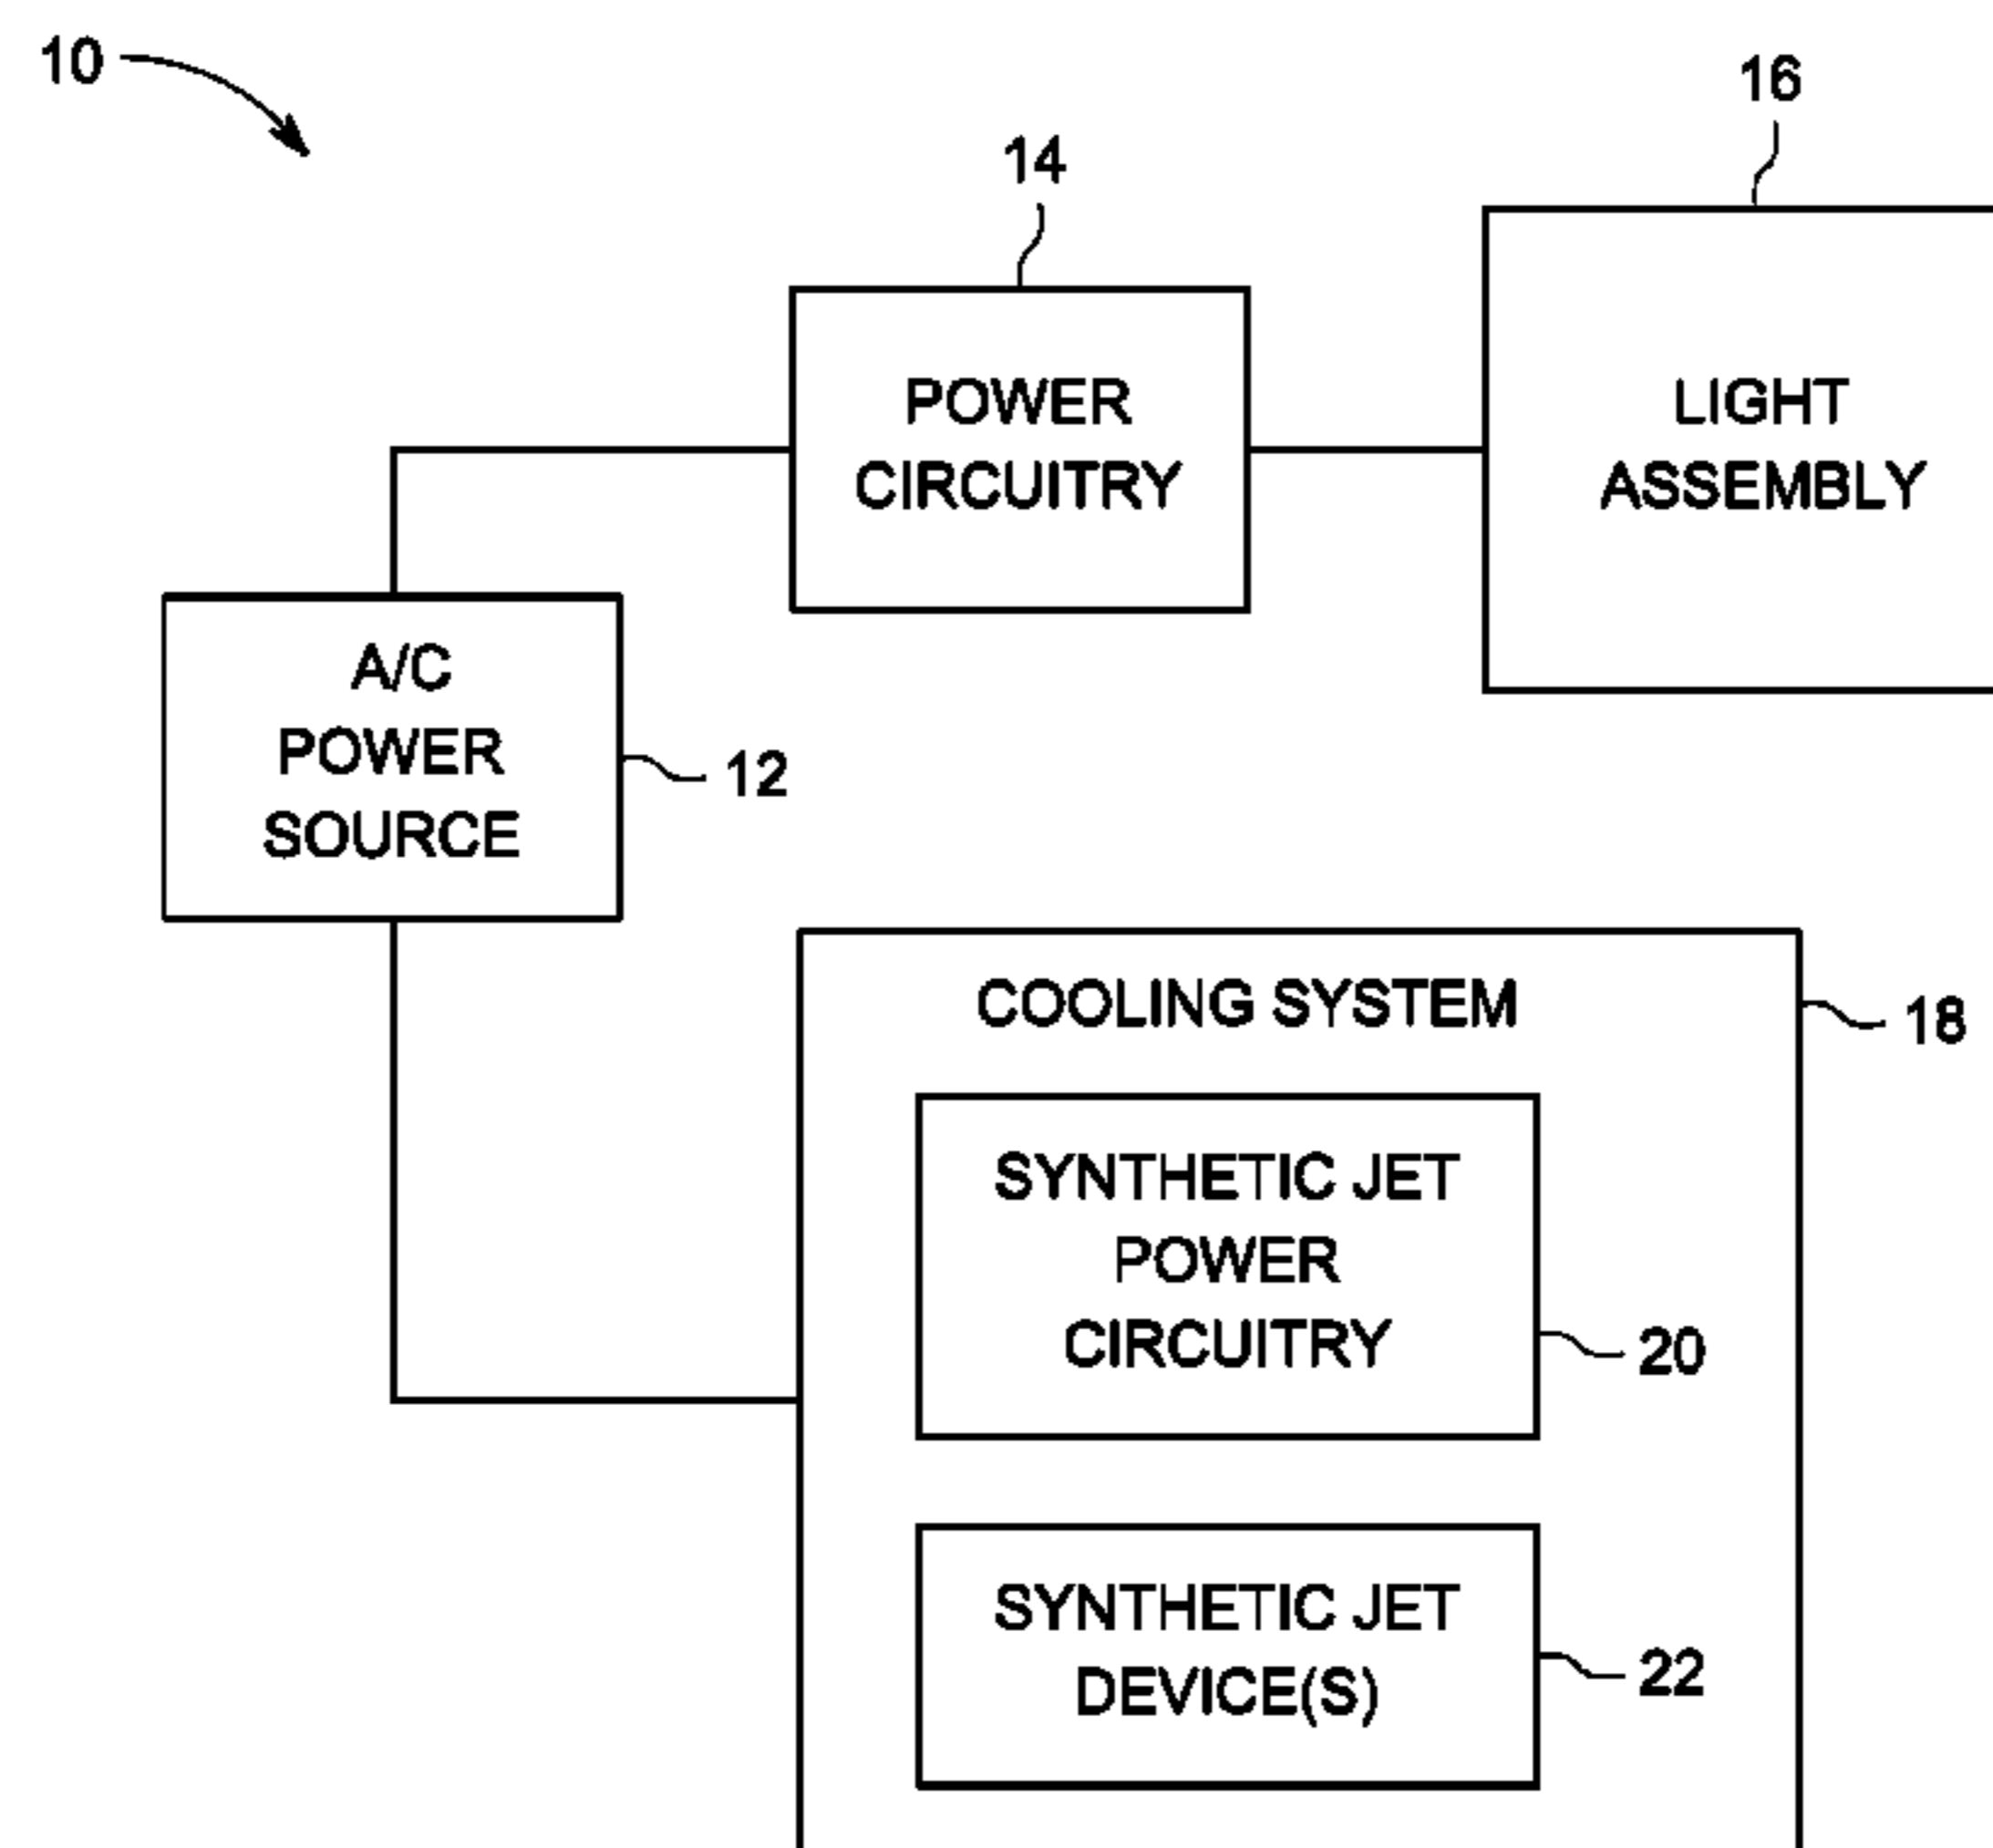 10
16
14
POWER
CIRCUITRY
LIGHT
ASSEMBLY
A/C
POWER
SOURCE
12
COOLING SYSTEM
18
SYNTHETIC JET
POWER
CIRCUITRY
20
SYNTHETIC JET
DEVICE(S)
22